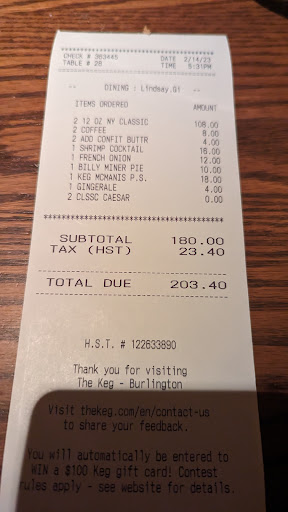 CHECK # 383445 DATE 2/14/23
TABLE # 28 TIME 5:31PM
DINING : Lindsay.Q1
ITEMS ORDERED AMOUNT
2 12 OZ NY CLASSIC 108.00
2 COFFEE 8.00
2 ADD CONFIT BUTTR 4.00
1 SHRIMP COCKTAIL 16.00
1 FRENCH ONION 12.00
1 BILLY MINER PIE 10.00
1 KEG MCMANIS P.S. 18.00
1 GINGERALE 4.00
2 CLSSC CAESAR 0.00
SUBTOTAL 180.00
TAX (HST) 23.40
TOTAL DUE 203.40
H.S.T. # 122633890
Thank you for visiting
The Keg - Burlington
Visit thekeg.com/en/contact-us
to share your feedback.
You will automatically be entered to
WIN a $100 Keg gift card! Contest
rules apply - see website for details.